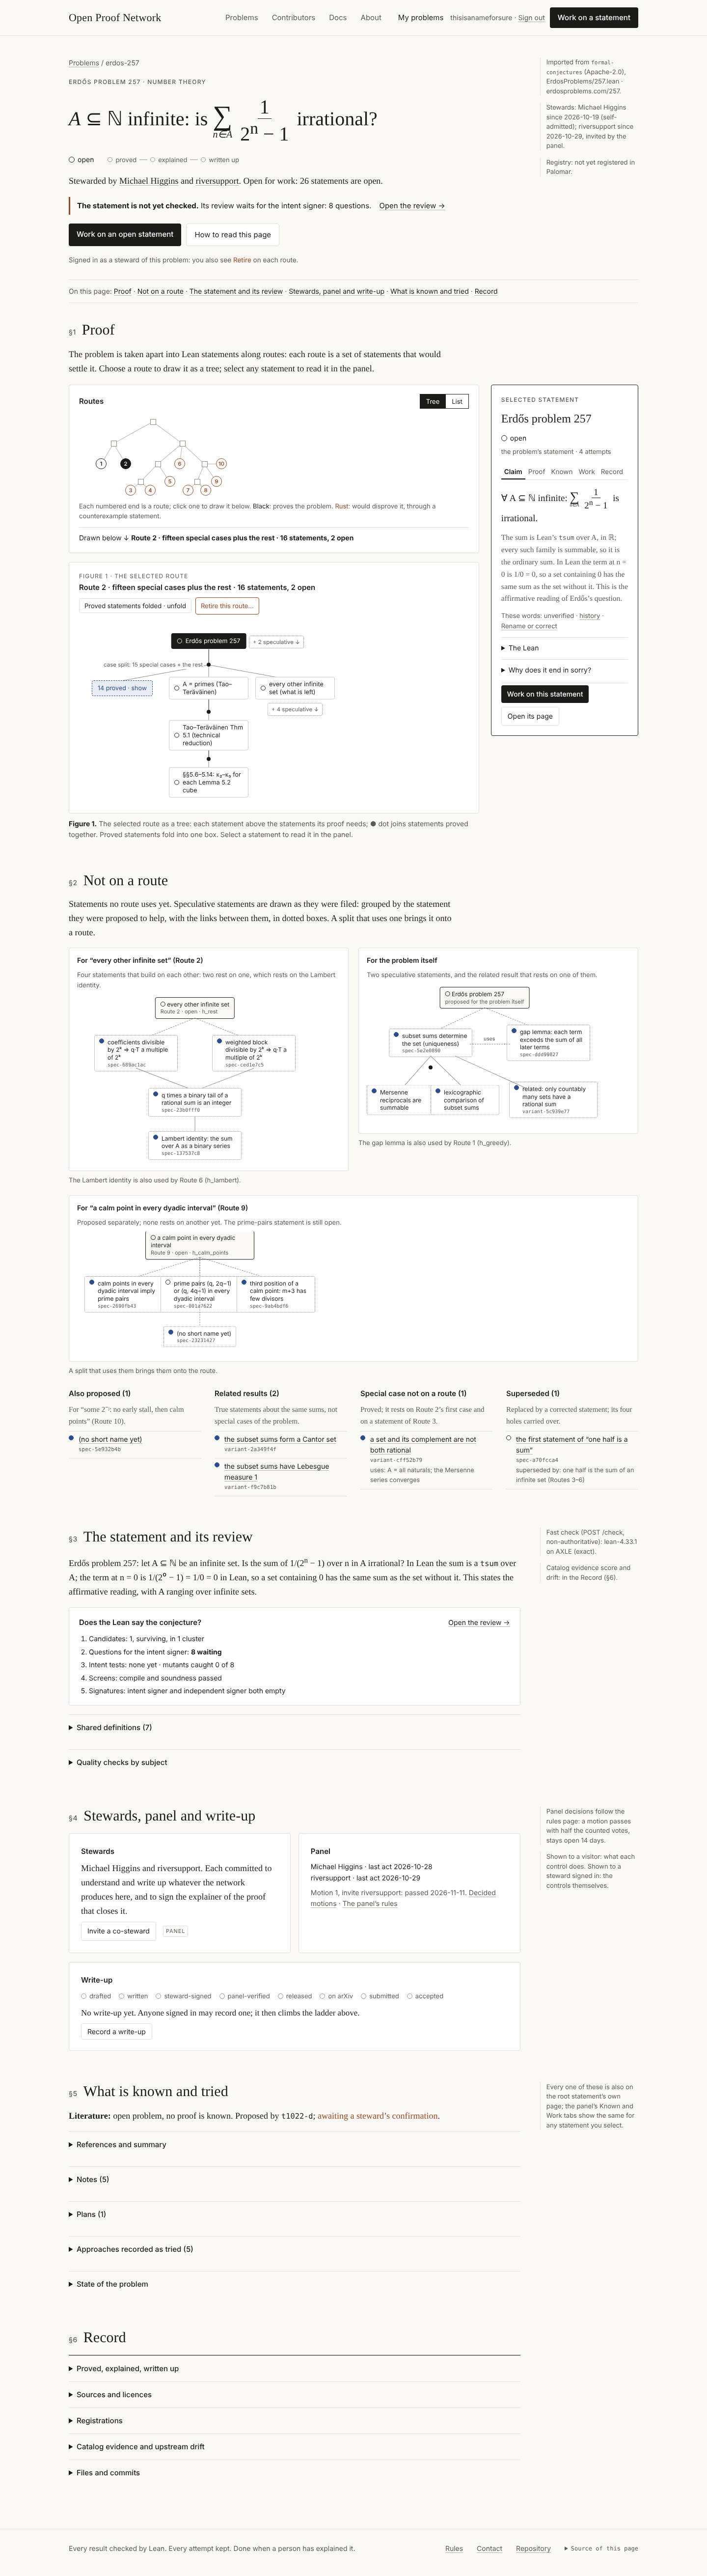 Open Proof Network
Problems Contributors Docs About My problems thisisanameforsure · Sign out Work on a statement
Problems / erdos-257
ERDŐS PROBLEM 257 · NUMBER THEORY
A ⊆ ℕ infinite: is ∑ n∈A 1 / 2ⁿ − 1 irrational?
open proved explained written up
Stewarded by Michael Higgins and riversupport. Open for work: 26 statements are open.
The statement is not yet checked. Its review waits for the intent signer: 8 questions. Open the review →
Work on an open statement How to read this page
Signed in as a steward of this problem: you also see Retire on each route.
Imported from formal-
conjectures (Apache-2.0),
ErdosProblems/257.lean ·
erdosproblems.com/257.
Stewards: Michael Higgins
since 2026-10-19 (self-
admitted); riversupport since
2026-10-29, invited by the
panel.
Registry: not yet registered in
Palomar.
On this page: Proof · Not on a route · The statement and its review · Stewards, panel and write-up · What is known and tried · Record
§1 Proof
The problem is taken apart into Lean statements along routes: each route is a set of statements that would
settle it. Choose a route to draw it as a tree; select any statement to read it in the panel.
Routes
Tree List
1 2 6 10
3 4 5 7 8 9
Each numbered end is a route; click one to draw it below. Black: proves the problem. Rust: would disprove it, through a
counterexample statement.
Drawn below ↓ Route 2 · fifteen special cases plus the rest · 16 statements, 2 open
FIGURE 1 · THE SELECTED ROUTE
Route 2 · fifteen special cases plus the rest · 16 statements, 2 open
Proved statements folded · unfold Retire this route…
Erdős problem 257
+ 2 speculative ↓
case split: 15 special cases + the rest
14 proved · show
A = primes (Tao–
Teräväinen)
every other infinite
set (what is left)
+ 4 speculative ↓
Tao–Teräväinen Thm
5.1 (technical
reduction)
each Lemma 5.2
cube
Figure 1. The selected route as a tree: each statement above the statements its proof needs; ● dot joins statements proved
together. Proved statements fold into one box. Select a statement to read it in the panel.
SELECTED STATEMENT
Erdős problem 257
open
the problem's statement · 4 attempts
Claim Proof Known Work Record
∀ A ⊆ ℕ infinite: ∑ n∈A 1 / 2ⁿ − 1 is
irrational.
The sum is Lean's tsum over A, in ℝ;
every such family is summable, so it is
the ordinary sum. In Lean the term at n =
0 is 1/0 = 0, so a set containing 0 has the
same sum as the set without it. This is the
affirmative reading of Erdős's question.
These words: unverified · history ·
Rename or correct
The Lean
Why does it end in sorry?
Work on this statement
Open its page
§2 Not on a route
Statements no route uses yet. Speculative statements are drawn as they were filed: grouped by the statement
they were proposed to help, with the links between them, in dotted boxes. A split that uses one brings it onto
a route.
For “every other infinite set” (Route 2)
Four statements that build on each other: two rest on one, which rests on the Lambert
identity.
every other infinite set
Route 2 · open · h_rest
coefficients divisible
by 2ᴷ ⇒ q·T a multiple
of 2ᴷ
spec-089aclac
weighted block
divisible by 2ᴷ ⇒ q·T a
multiple of 2ᴷ
spec-ced1e7c5
q times a binary tail of a
rational sum is an integer
spec-23b0fff0
Lambert identity: the sum
over A as a binary series
spec-137537c8
The Lambert identity is also used by Route 6 (h_lambert).
For the problem itself
Two speculative statements, and the related result that rests on one of them.
Erdős problem 257
proposed for the problem itself
subset sums determine
the set (uniqueness)
spec-5e2e6090
uses
gap lemma: each term
exceeds the sum of all
later terms
spec-ddd99827
Mersenne
reciprocals are
summable
lexicographic
comparison of
subset sums
related: only countably
many sets have a
rational sum
variant-5c939e77
The gap lemma is also used by Route 1 (h_greedy).
For “a calm point in every dyadic interval” (Route 9)
Proposed separately; none rests on another yet. The prime-pairs statement is still open.
a calm point in every dyadic
interval
Route 9 · open · h_calm_points
calm points in every
dyadic interval imply
prime pairs
spec-2690fb43
prime pairs (q, 2q−1)
or (q, 4q+1) in every
dyadic interval
spec-801a7622
third position of a
calm point: m+3 has
few divisors
spec-9ab4bdf6
(no short name yet)
spec-23231427
A split that uses them brings them onto the route.
Also proposed (1)
early stall, then calm
points” (Route 10).
(no short name yet)
spec-5e932b4b
Related results (2)
True statements about the same sums, not
special cases of the problem.
the subset sums form a Cantor set
variant-2a349f4f
the subset sums have Lebesgue
measure 1
variant-f9c7b81b
Special case not on a route (1)
Proved; it rests on Route 2's first case and
on a statement of Route 3.
a set and its complement are not
both rational
variant-cff52b79
uses: A = all naturals; the Mersenne
series converges
Superseded (1)
Replaced by a corrected statement; its four
holes carried over.
the first statement of “one half is a
sum”
spec-a70fcca4
superseded by: one half is the sum of an
infinite set (Routes 3–6)
§3 The statement and its review
Erdős problem 257: let A ⊆ ℕ be an infinite set. Is the sum of 1/(2ⁿ − 1) over n in A irrational? In Lean the sum is a tsum over
A; the term at n = 0 is 1/(2⁰ − 1) = 1/0 = 0 in Lean, so a set containing 0 has the same sum as the set without it. This states the
affirmative reading, with A ranging over infinite sets.
Fast check (POST /check,
non-authoritative): lean-4.33.1
on AXLE (exact).
Catalog evidence score and
drift: in the Record (§6).
Does the Lean say the conjecture? Open the review →
1. Candidates: 1, surviving, in 1 cluster
2. Questions for the intent signer: 8 waiting
3. Intent tests: none yet · mutants caught 0 of 8
4. Screens: compile and soundness passed
5. Signatures: intent signer and independent signer both empty
Shared definitions (7)
Quality checks by subject
§4 Stewards, panel and write-up
Stewards
Michael Higgins and riversupport. Each committed to
understand and write up whatever the network
produces here, and to sign the explainer of the proof
that closes it.
Invite a co-steward PANEL
Panel
Michael Higgins · last act 2026-10-28
riversupport · last act 2026-10-29
Motion 1, invite riversupport: passed 2026-11-11. Decided
motions · The panel's rules
Panel decisions follow the
rules page: a motion passes
with half the counted votes,
stays open 14 days.
Shown to a visitor: what each
control does. Shown to a
steward signed in: the
controls themselves.
Write-up
drafted written steward-signed panel-verified released on arXiv submitted accepted
No write-up yet. Anyone signed in may record one; it then climbs the ladder above.
Record a write-up
§5 What is known and tried
Literature: open problem, no proof is known. Proposed by t1022-d; awaiting a steward's confirmation.
Every one of these is also on
the root statement's own
page; the panel's Known and
Work tabs show the same for
any statement you select.
References and summary
Notes (5)
Plans (1)
Approaches recorded as tried (5)
State of the problem
§6 Record
Proved, explained, written up
Sources and licences
Registrations
Catalog evidence and upstream drift
Files and commits
Every result checked by Lean. Every attempt kept. Done when a person has explained it.
Rules Contact Repository Source of this page